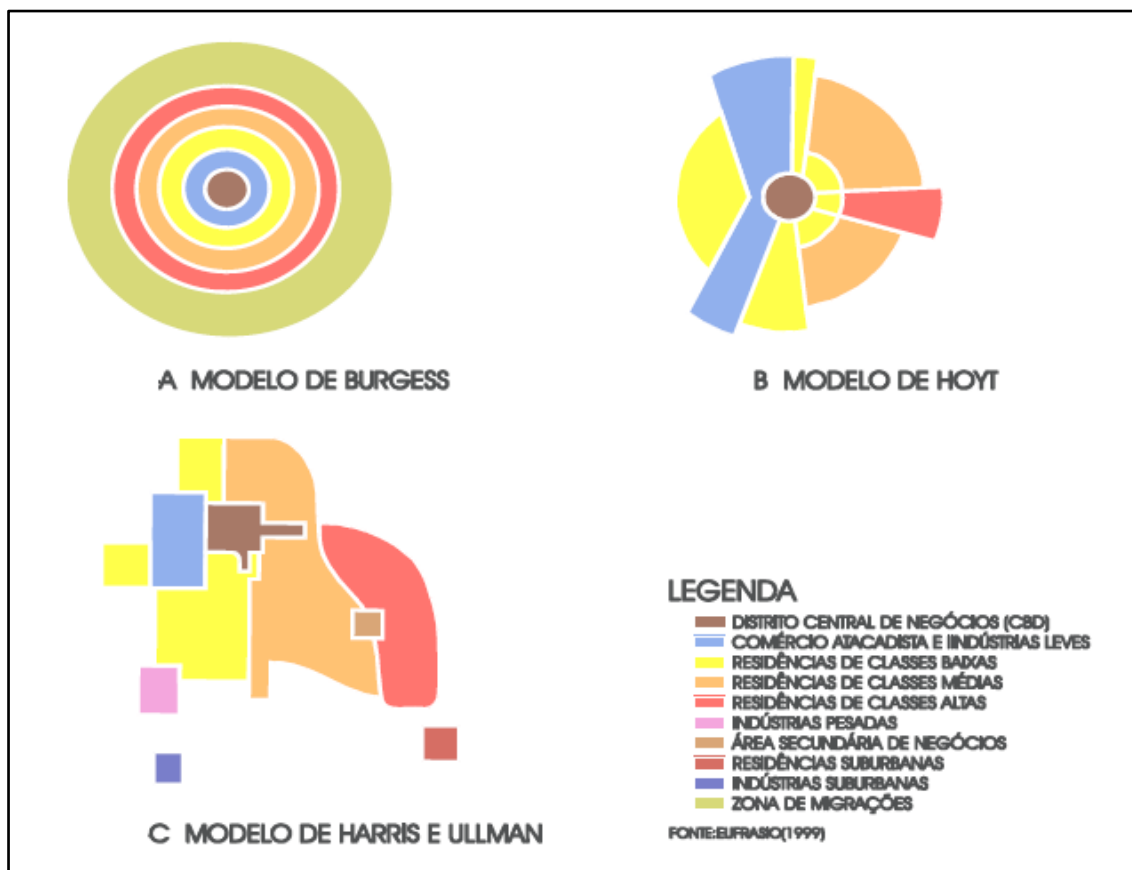 A MODELO DE BURGESS
B MODELO DE HOYT
C MODELO DE HARRIS E ULLMAN
LEGENDA
DISTRITO CENTRAL DE NEGÓCIOS (CBD)
COMÉRCIO ATACADISTA E IINDÚSTRIAS LEVES
RESIDÊNCIAS DE CLASSES BAIXAS
RESIDÊNCIAS DE CLASSES MÉDIAS
RESIDÊNCIAS DE CLASSES ALTAS
INDÚSTRIAS PESADAS
ÁREA SECUNDÁRIA DE NEGÓCIOS
RESIDÊNCIAS SUBURBANAS
INDÚSTRIAS SUBURBANAS
ZONA DE MIGRAÇÕES
FONTE:EUFRASIO(1999)